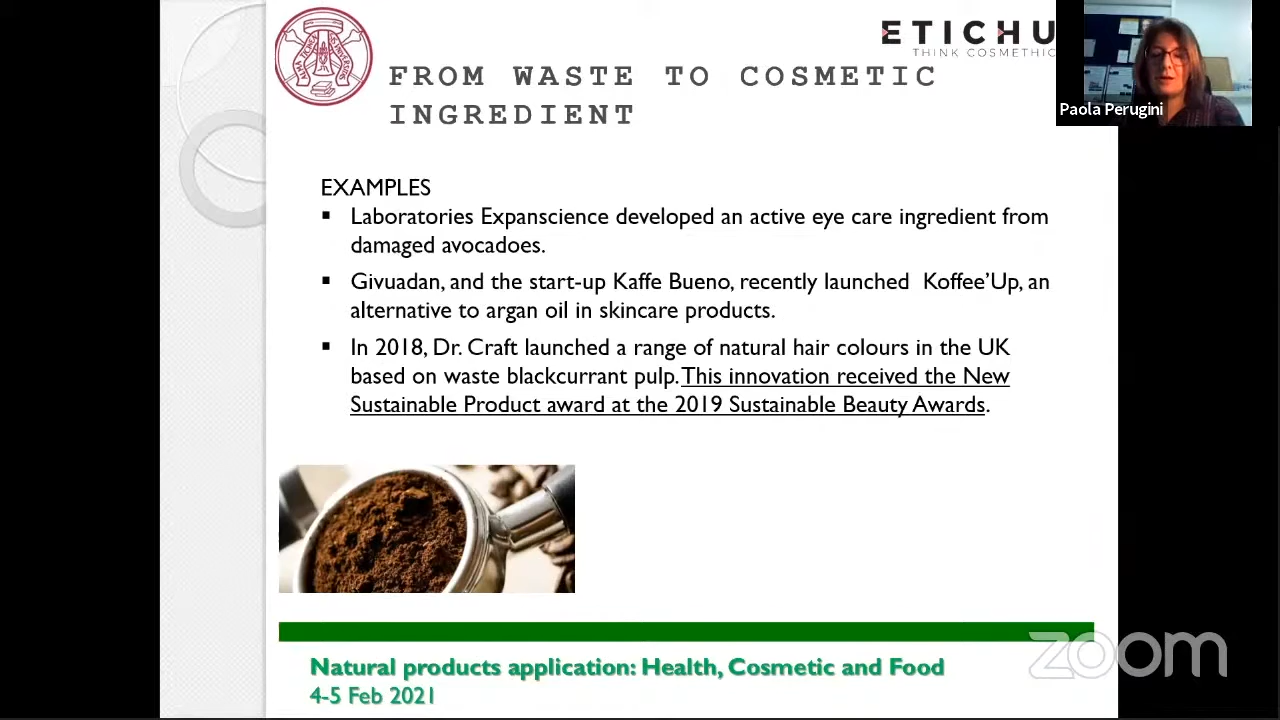 ETICHU
THINK COSMETHIC
FROM WASTE TO COSMETIC
INGREDIENT
Paola Perugini
EXAMPLES
▪ Laboratories Expanscience developed an active eye care ingredient from
damaged avocadoes.
▪ Givuadan, and the start-up Kaffe Bueno, recently launched Koffee'Up, an
alternative to argan oil in skincare products.
▪ In 2018, Dr. Craft launched a range of natural hair colours in the UK
based on waste blackcurrant pulp. This innovation received the New
Sustainable Product award at the 2019 Sustainable Beauty Awards.
Natural products application: Health, Cosmetic and Food
4-5 Feb 2021
zoom